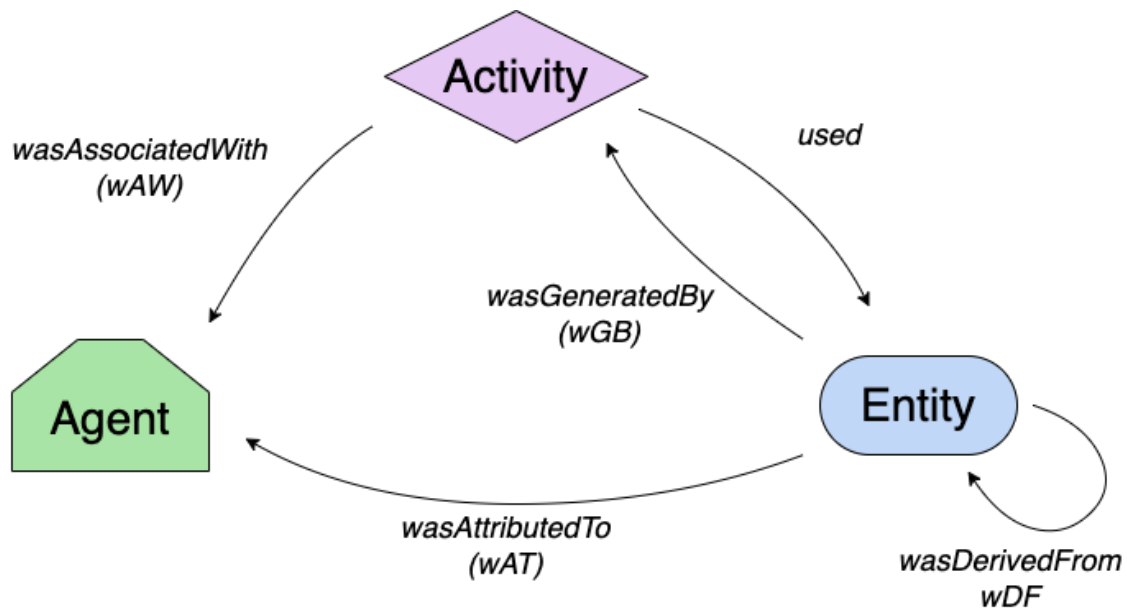 Activity
wasAssociatedWith
(wAW)
used
wasGeneratedBy
(wGB)
Agent
Entity
wasAttributedTo
(wAT)
wasDerivedFrom
wDF